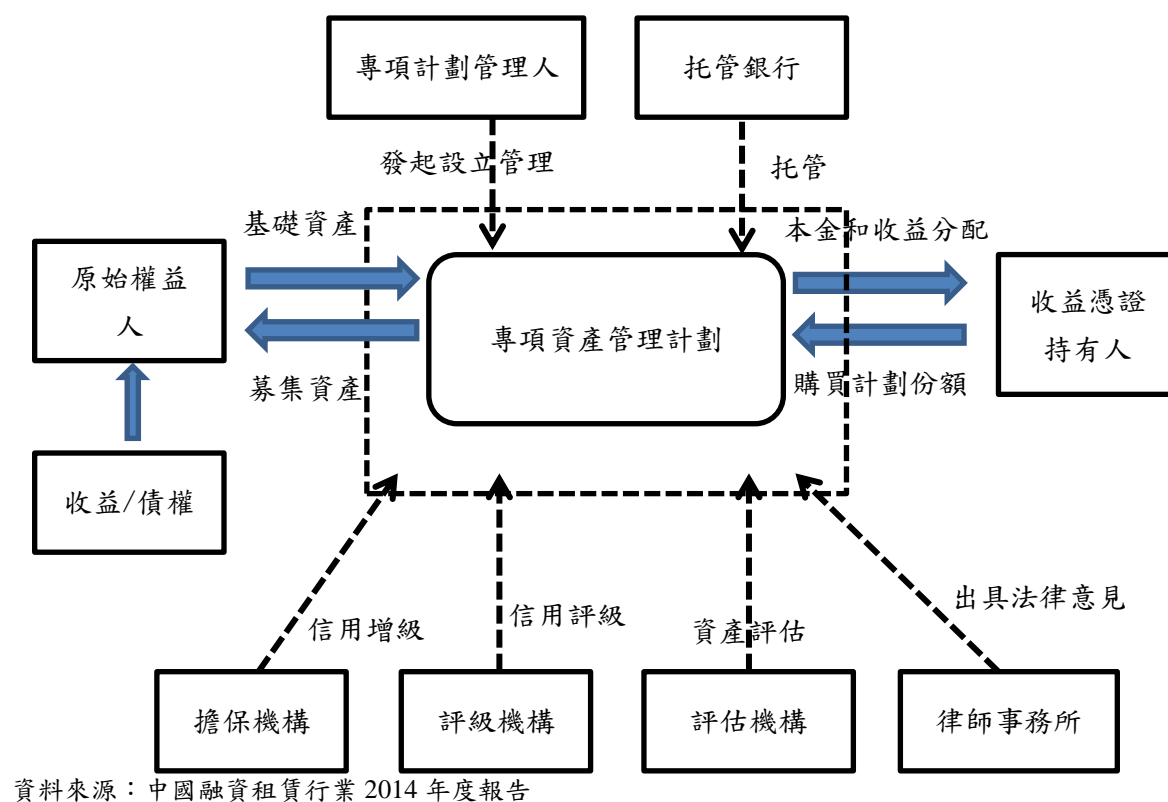 專項計劃管理人
托管銀行
發起設立管理
托管
基礎資產
本金和收益分配
原始權益
人
專項資產管理計劃
收益憑證
持有人
募集資產
購買計劃份額
收益/債權
信用增級
信用評級
資產評估
出具法律意見
擔保機構
評級機構
評估機構
律師事務所
資料來源：中國融資租賃行業 2014 年度報告